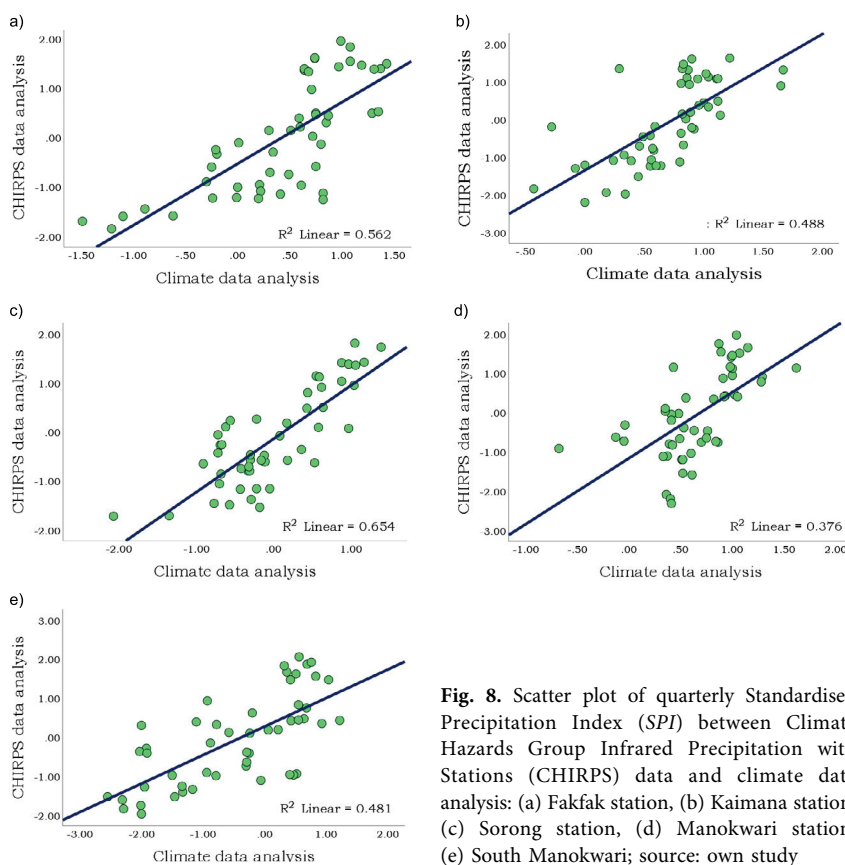 a)
CHIRPS data analysis
2.00
1.00
.00
-1.00
-2.00
R² Linear = 0.562
-1.50
-1.00
-.50
.00
.50
1.00
1.50
Climate data analysis
b)
CHIRPS data analysis
2.00
1.00
.00
-1.00
-2.00
-3.00
: R² Linear = 0.488
-.50
.00
.50
1.00
1.50
2.00
Climate data analysis
c)
CHIRPS data analysis
2.00
1.00
.00
-1.00
-2.00
R² Linear = 0.654
-2.00
-1.00
.00
1.00
Climate data analysis
d)
CHIRPS data analysis
2.00
1.00
.00
-1.00
-2.00
3.00
R² Linear = 0.376
-1.00
-.50
.00
.50
1.00
1.50
2.00
Climate data analysis
e)
CHIRPS data analysis
3.00
2.00
1.00
.00
-1.00
-2.00
R² Linear = 0.481
-3.00
-2.00
-1.00
.00
1.00
2.00
Climate data analysis
Fig. 8. Scatter plot of quarterly Standardise
Precipitation Index (SPI) between Climat
Hazards Group Infrared Precipitation wit
Stations (CHIRPS) data and climate dat
analysis: (a) Fakfak station, (b) Kaimana station
(c) Sorong station, (d) Manokwari station
(e) South Manokwari; source: own study